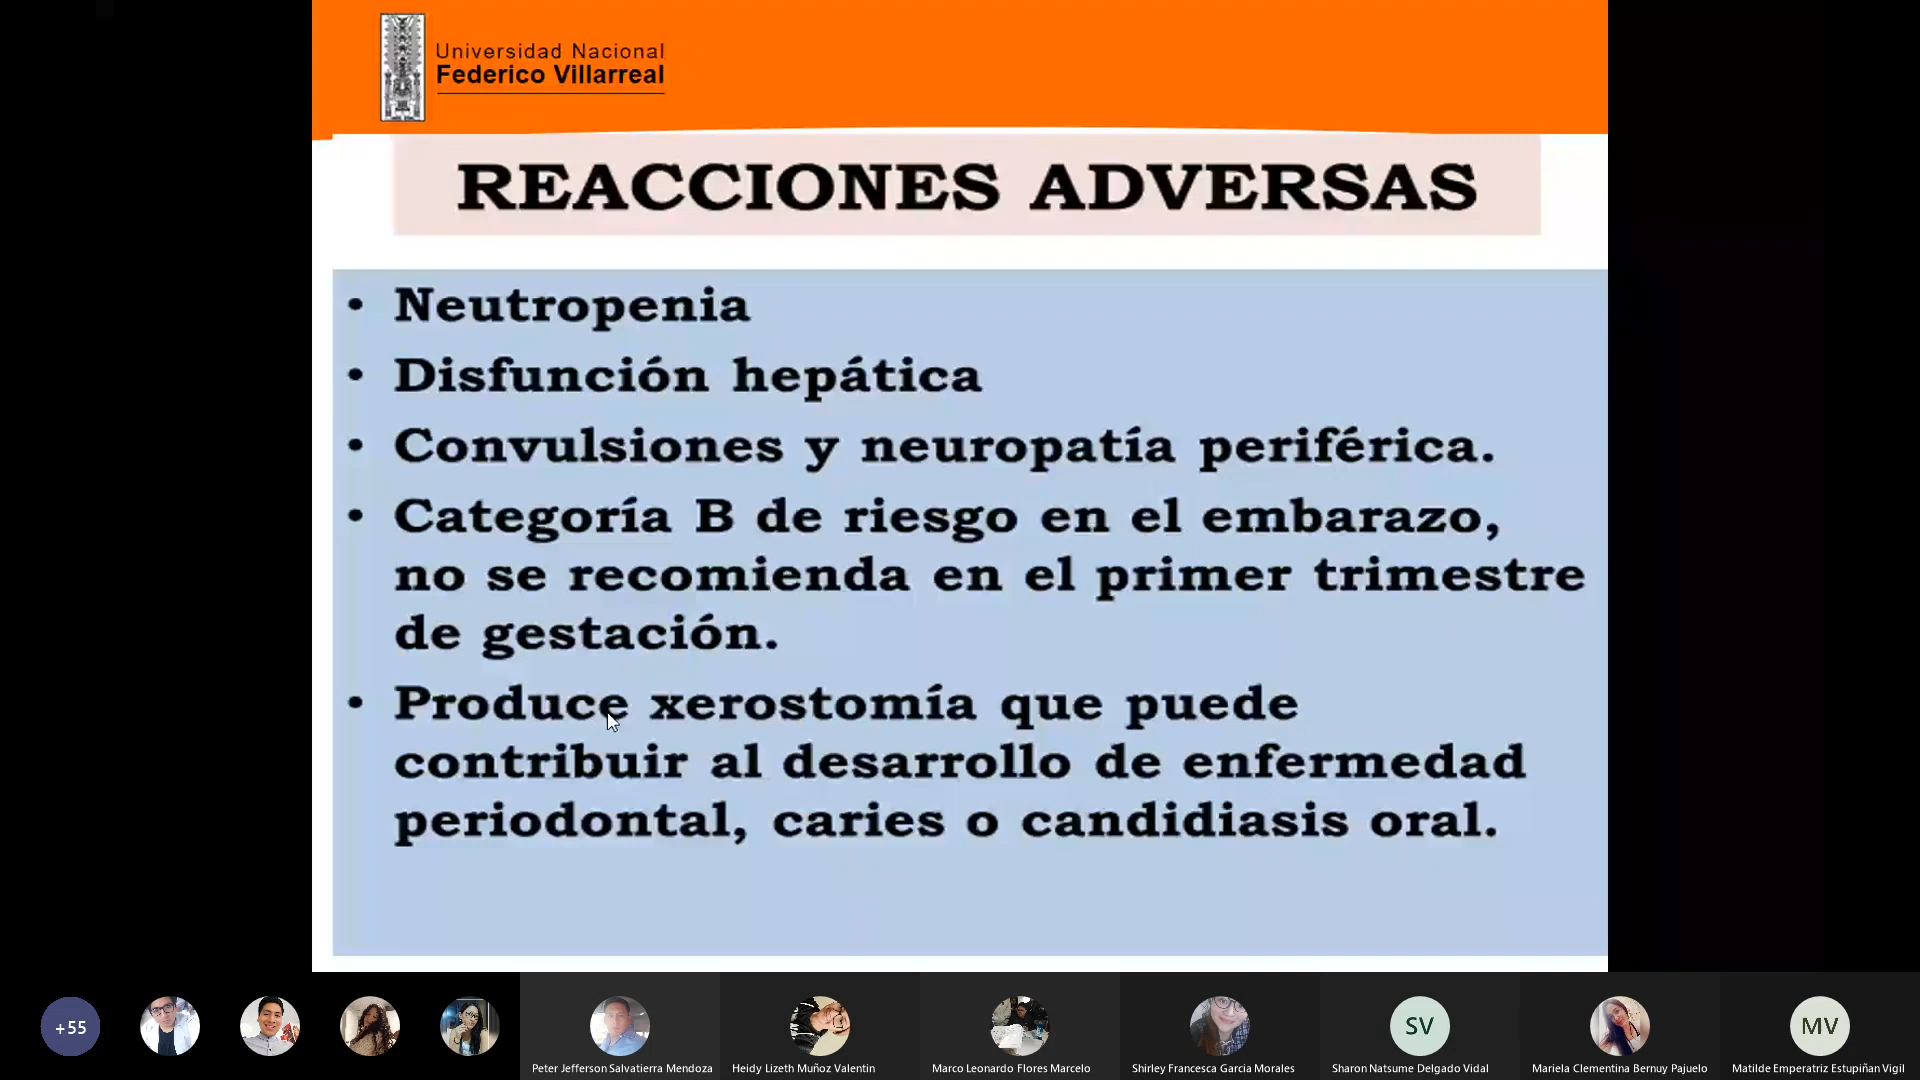 Universidad Nacional
Federico Villarreal
REACCIONES ADVERSAS
• Neutropenia
• Disfunción hepática
• Convulsiones y neuropatía periférica.
• Categoría B de riesgo en el embarazo,
no se recomienda en el primer trimestre
de gestación.
• Produce xerostomía que puede
contribuir al desarrollo de enfermedad
periodontal, caries o candidiasis oral.
+55
SV
MV
Peter Jefferson Salvatierra Mendoza
Heidy Lizeth Muñoz Valentin
Marco Leonardo Flores Marcelo
Shirley Francesca Garcia Morales
Sharon Natsume Delgado Vidal
Mariela Clementina Bernuy Pajuelo
Matilde Emperatriz Estupiñan Vigil